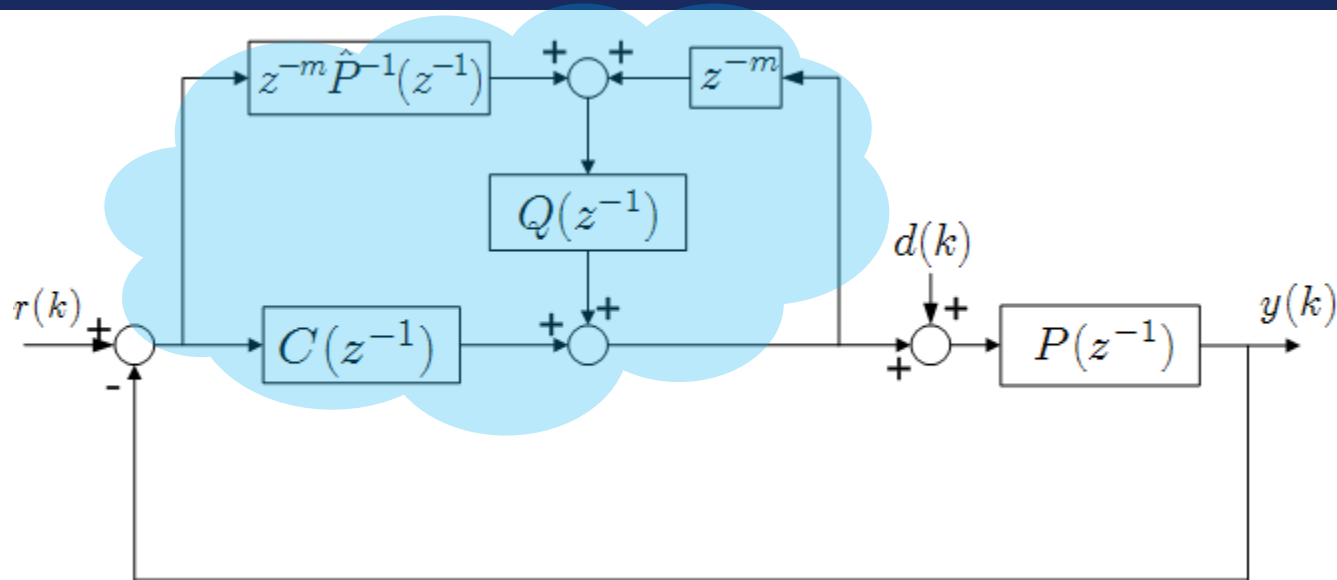 z^{-m} \hat{P}^{-1}(z^{-1})
+ +
z^{-m}
Q(z^{-1})
r(k)
+
-
C(z^{-1})
+ +
d(k)
+
+
P(z^{-1})
y(k)